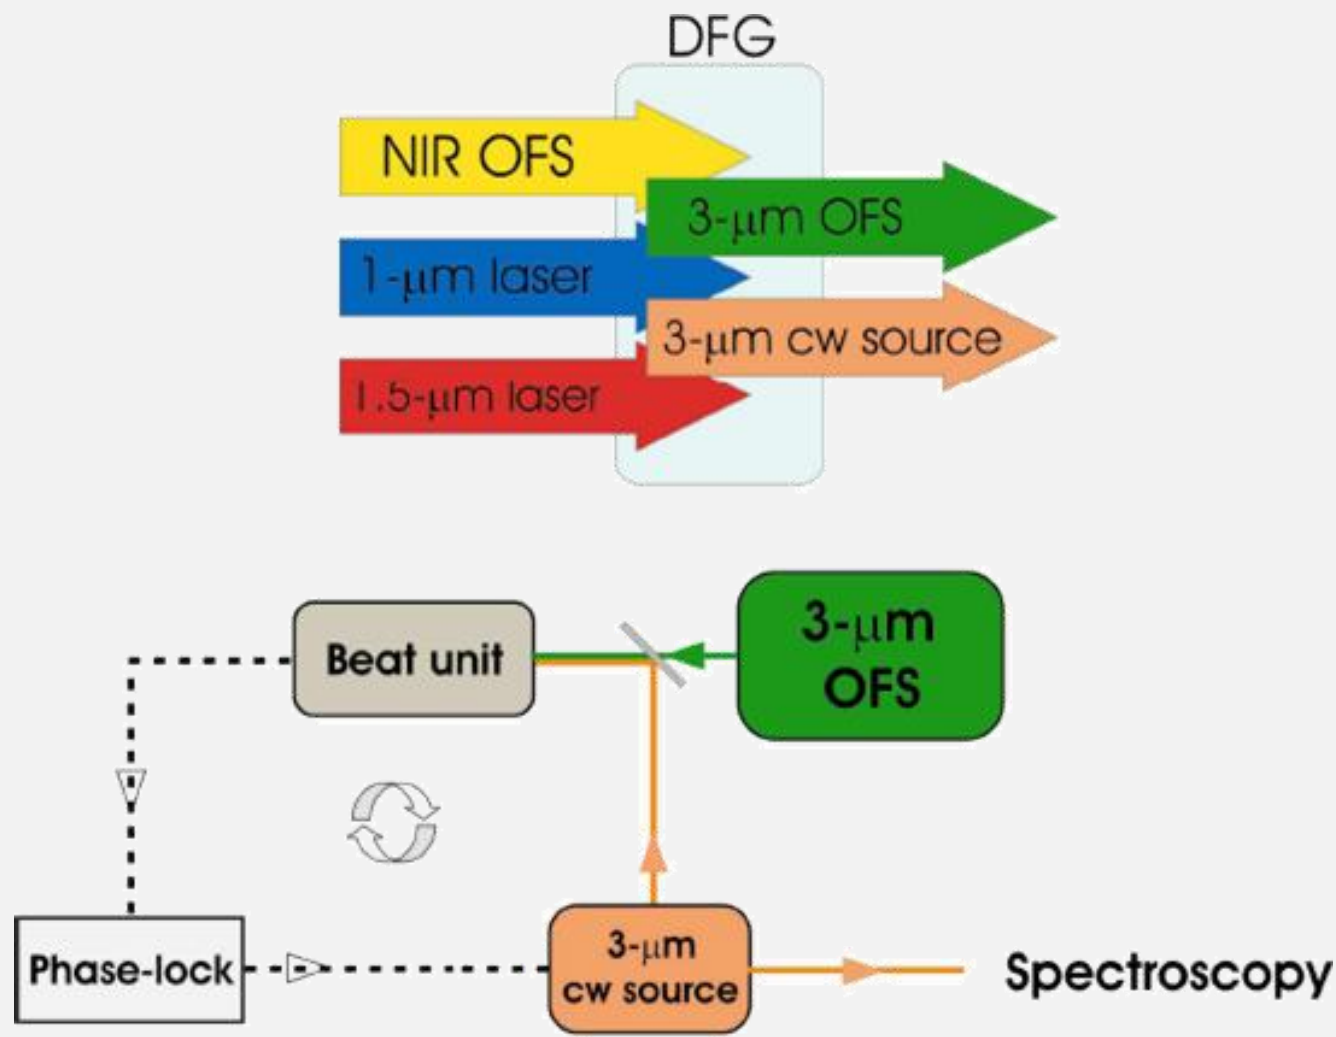 DFG
NIR OFS
3-μm OFS
1-μm laser
3-μm cw source
1.5-μm laser
3-μm
OFS
Beat unit
Phase-lock
3-μm
cw source
Spectroscopy